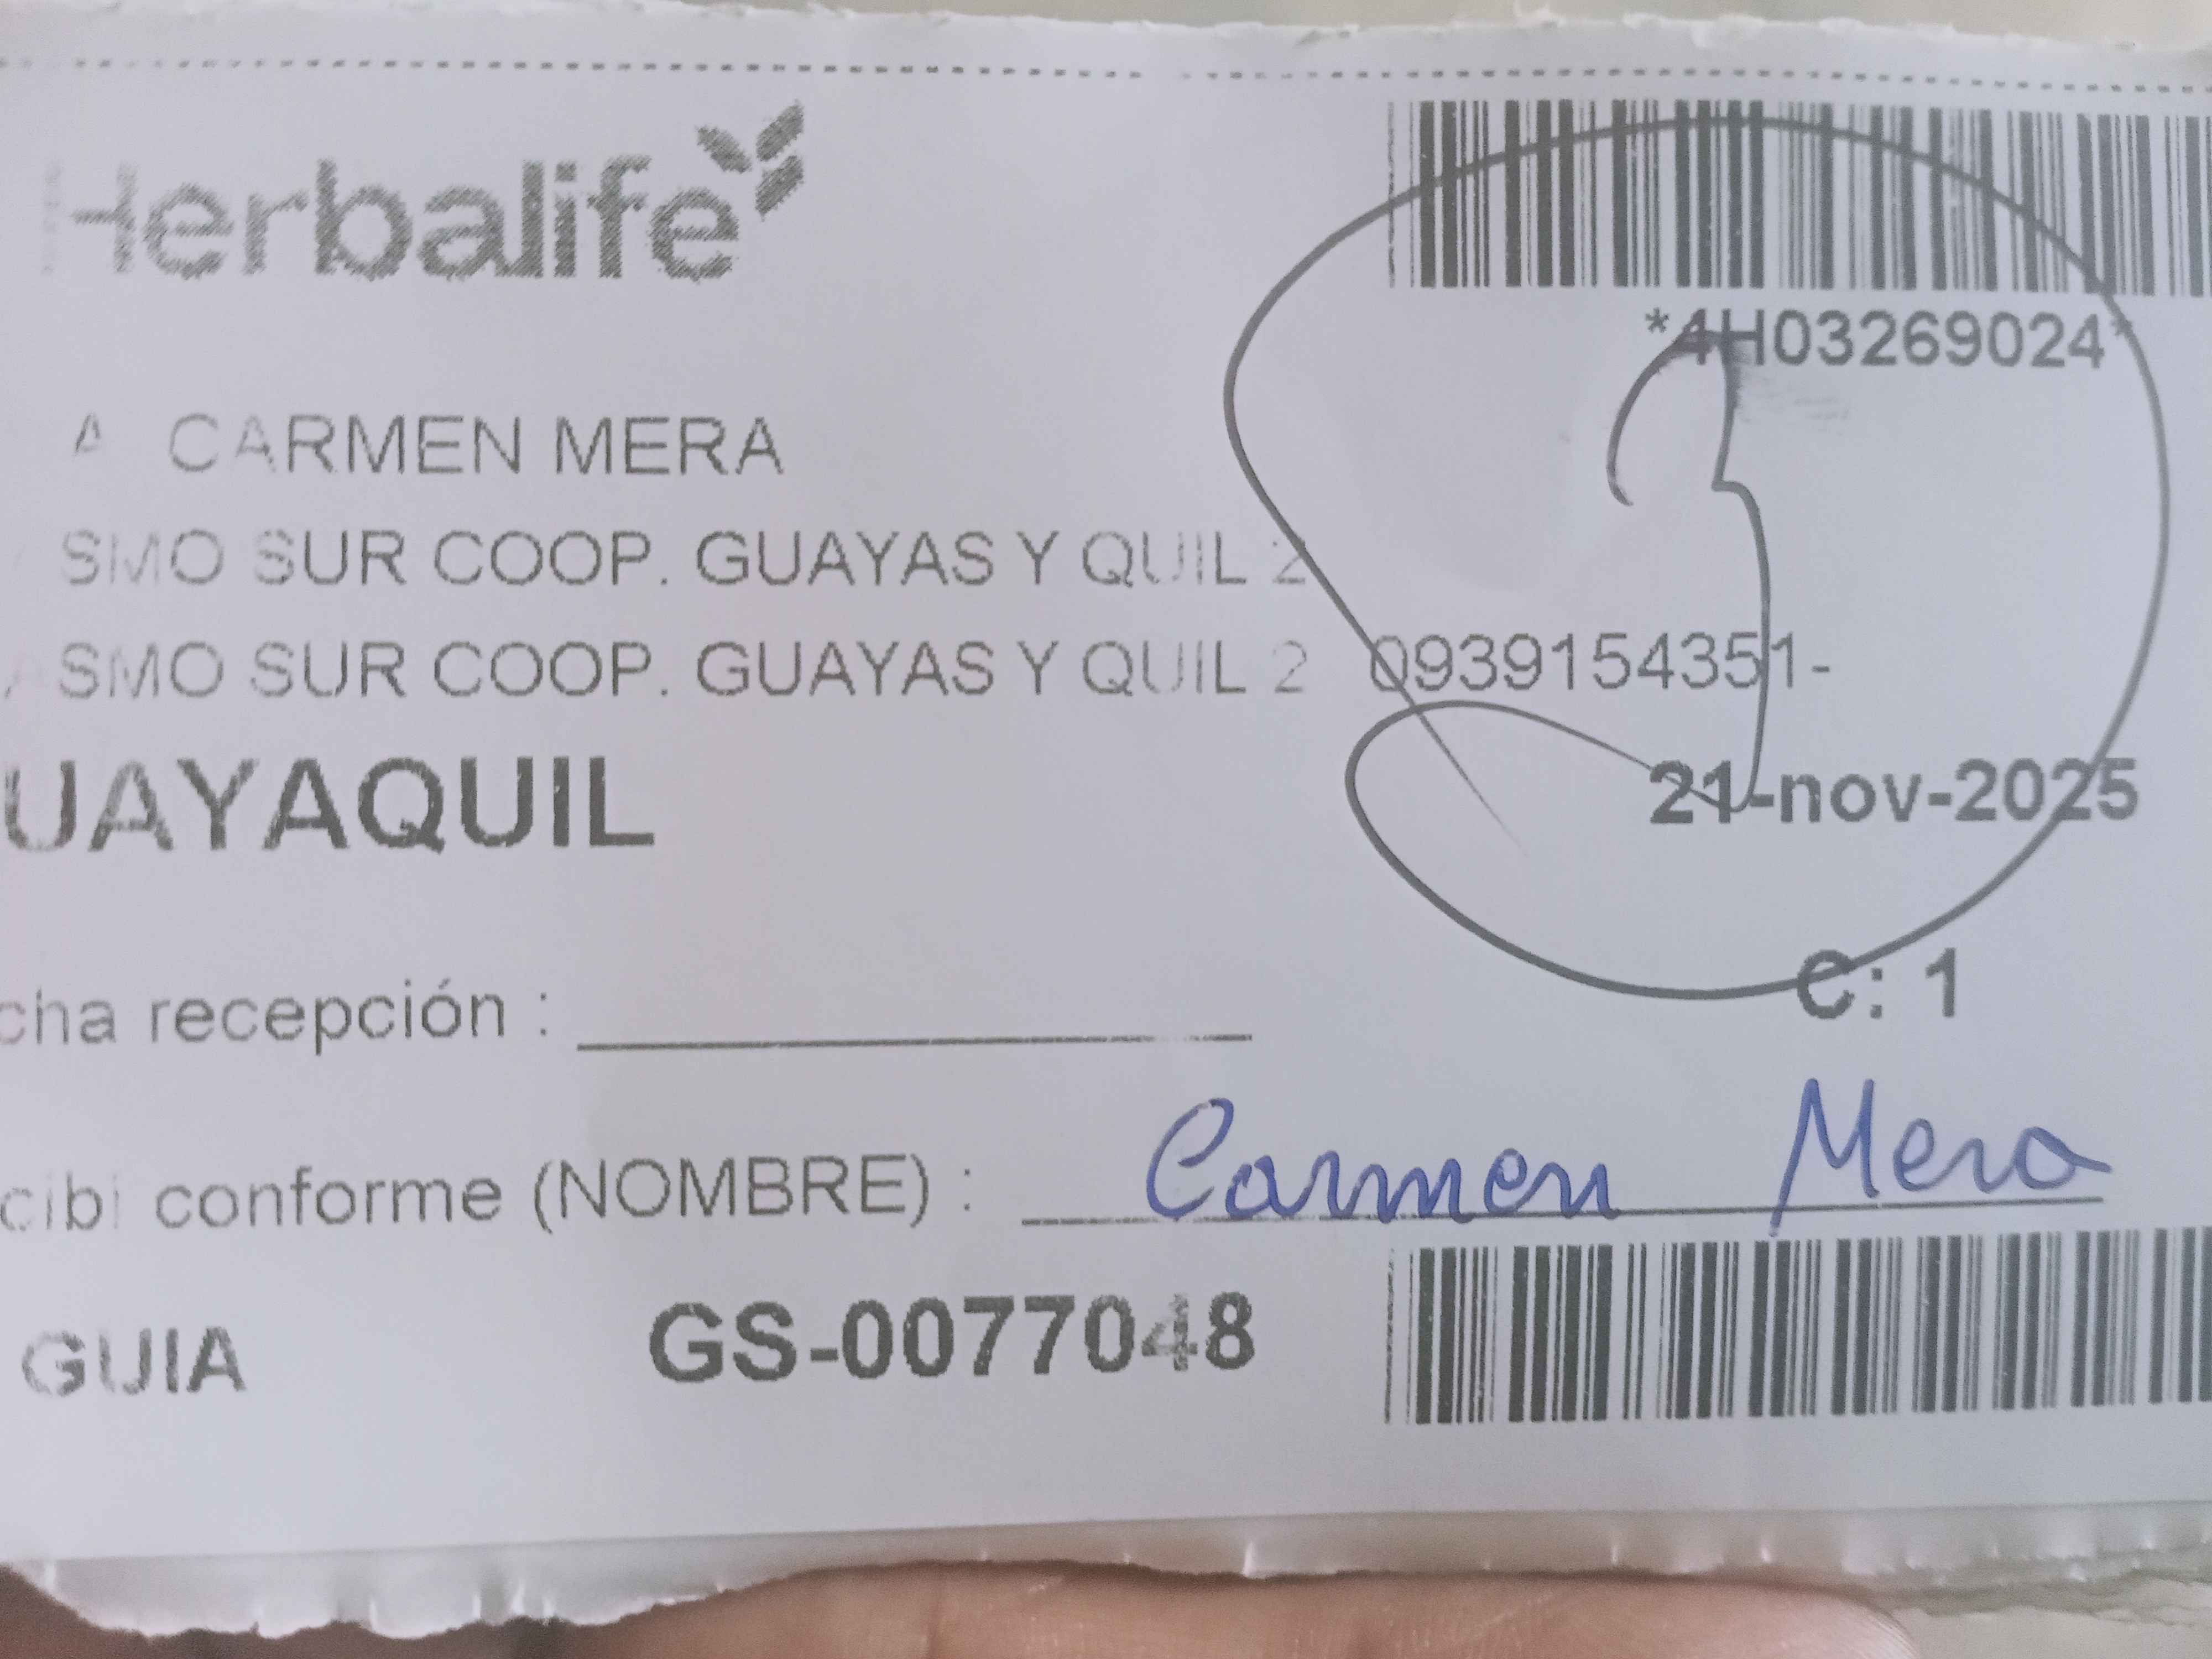 Herbalife
*4H03269024*
A CARMEN MERA
SMO SUR COOP. GUAYAS Y QUIL 2
ASMO SUR COOP. GUAYAS Y QUIL 2 0939154351-
UAYAQUIL
21-nov-2025
cha recepción :
C: 1
cibi conforme (NOMBRE) : Carmen Mera
GUIA GS-0077048